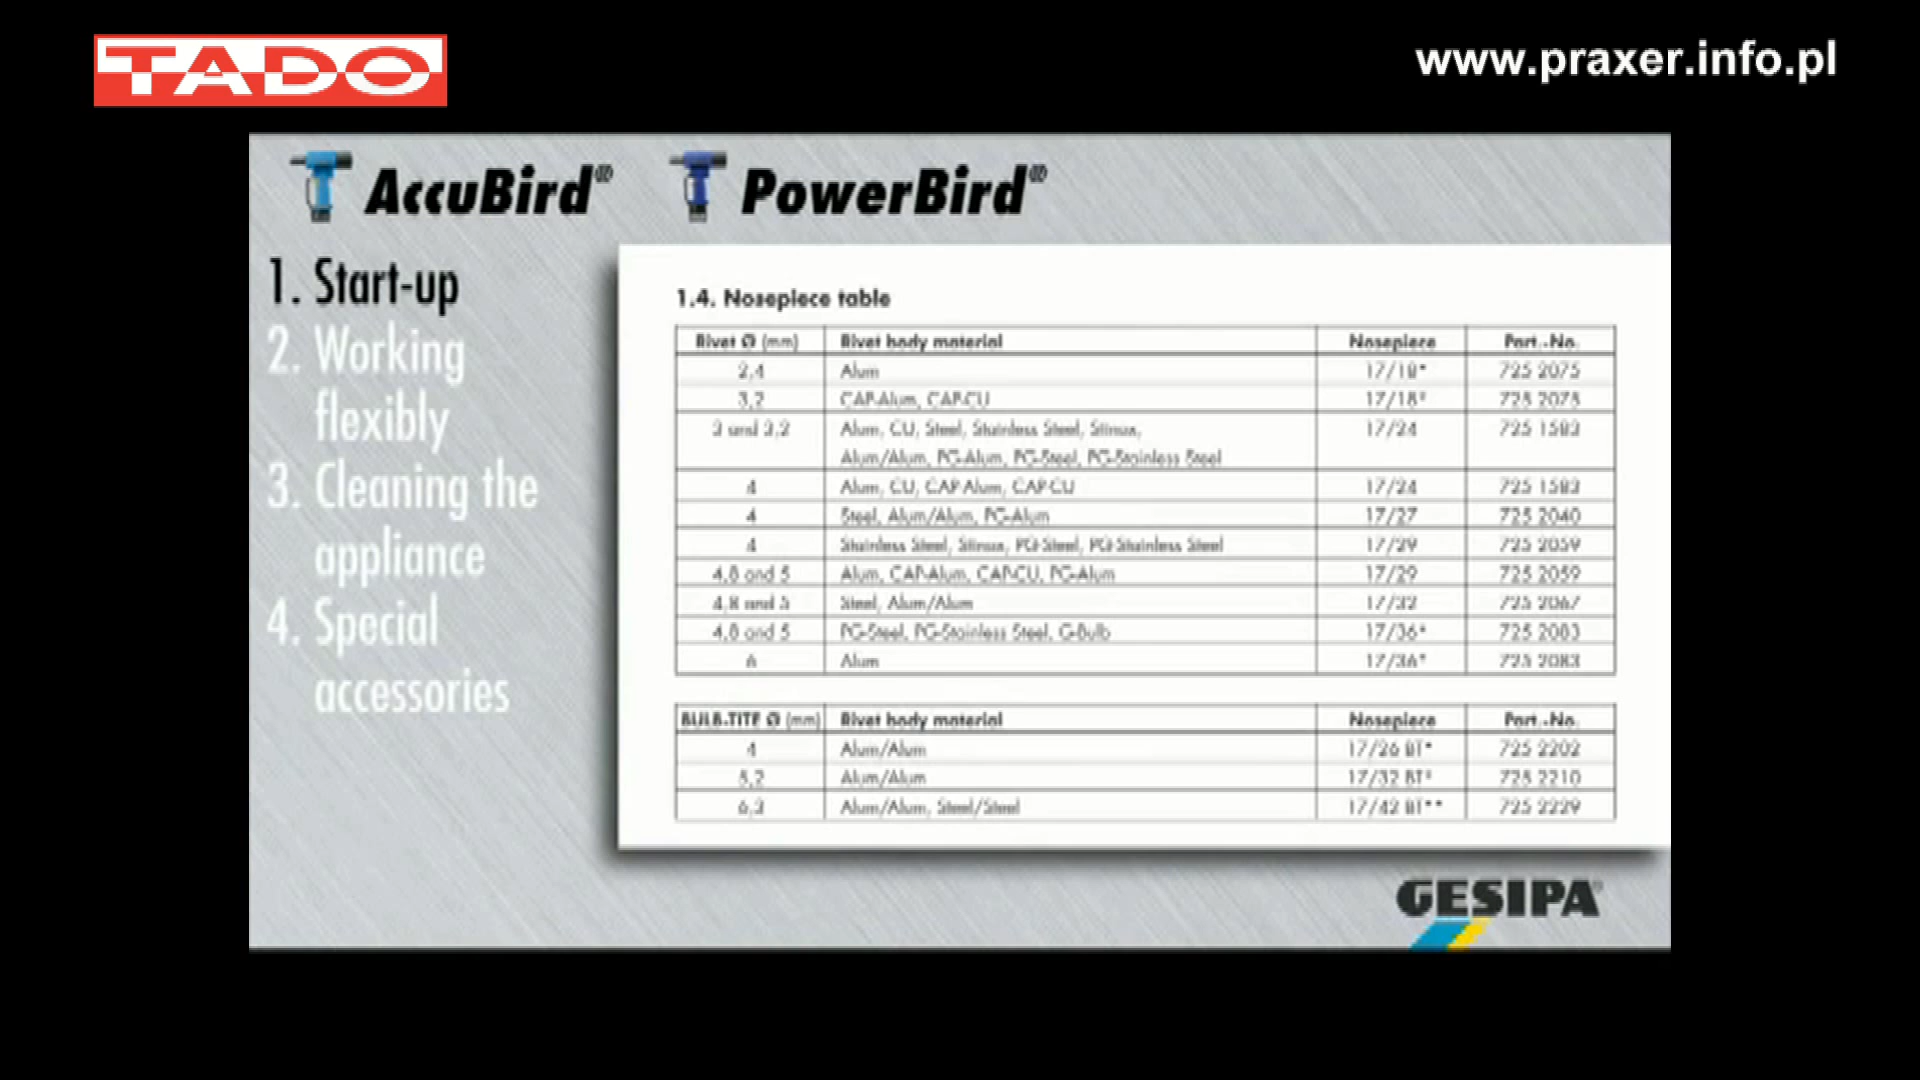 TADO
www.praxer.info.pl
AccuBird® PowerBird®
1. Start-up
2. Working
flexibly
3. Cleaning the
appliance
4. Special
accessories
1.4. Nosepiece table
Rivet Ø (mm) Rivet body material Nosepiece Part.-No.
2,4 Alum 17/18* 725 2075
3,2 CAP-Alum, CAP-CU 17/18* 725 2075
3 and 3,2 Alum, CU, Steel, Stainless Steel, Stinox, 17/24 725 1583
Alum/Alum, PG-Alum, PG-Steel, PG-Stainless Steel
4 Alum, CU, CAP-Alum, CAP-CU 17/24 725 1583
4 Steel, Alum/Alum, PG-Alum 17/27 725 2040
4 Stainless Steel, Stinox, PG-Steel, PG-Stainless Steel 17/29 725 2059
4,8 and 5 Alum, CAP-Alum, CAP-CU, PG-Alum 17/29 725 2059
4,8 and 5 Steel, Alum/Alum 17/32 725 2067
4,8 and 5 PG-Steel, PG-Stainless Steel, G-Bulb 17/36* 725 2083
6 Alum 17/36* 725 2083
BULB-TITE Ø (mm) Rivet body material Nosepiece Part.-No.
4 Alum/Alum 17/26 BT* 725 2202
5,2 Alum/Alum 17/32 BT* 725 2210
6,3 Alum/Alum, Steel/Steel 17/42 BT** 725 2229
GESIPA®